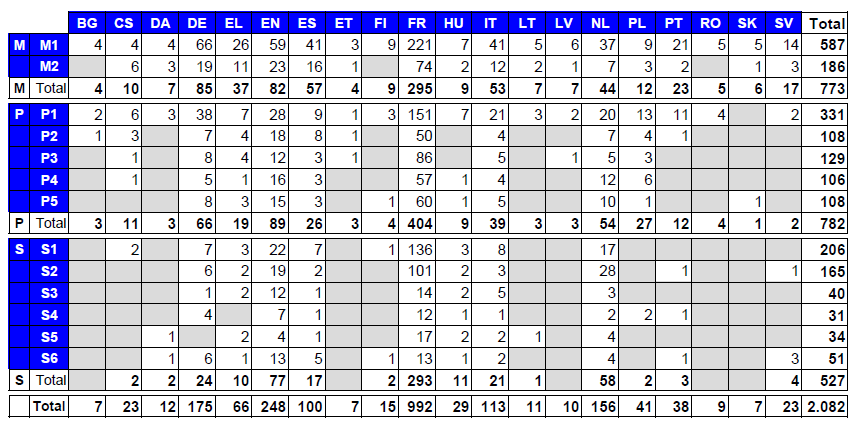 BG CS DA DE EL EN ES ET FI FR HU IT LT LV NL PL PT RO SK SV Total
M M1 4 4 4 66 26 59 41 3 9 221 7 41 5 6 37 9 21 5 5 14 587
M2 6 3 19 11 23 16 1 74 2 12 2 1 7 3 2 1 3 186
M Total 4 10 7 85 37 82 57 4 9 295 9 53 7 7 44 12 23 5 6 17 773
P P1 2 6 3 38 7 28 9 1 3 151 7 21 3 2 20 13 11 4 2 331
P2 1 3 7 4 18 8 1 50 4 7 4 1 108
P3 1 8 4 12 3 1 86 5 1 5 3 129
P4 1 5 1 16 3 57 1 4 12 6 106
P5 8 3 15 3 1 60 1 5 10 1 1 108
P Total 3 11 3 66 19 89 26 3 4 404 9 39 3 3 54 27 12 4 1 2 782
S S1 2 7 3 22 7 1 136 3 8 17 206
S2 6 2 19 2 101 2 3 28 1 1 165
S3 1 2 12 1 14 2 5 3 40
S4 4 7 1 12 1 1 2 2 1 31
S5 1 2 4 1 17 2 2 1 4 34
S6 1 6 1 13 5 1 13 1 2 4 1 3 51
S Total 2 2 24 10 77 17 2 293 11 21 1 58 2 3 4 527
Total 7 23 12 175 66 248 100 7 15 992 29 113 11 10 156 41 38 9 7 23 2.082